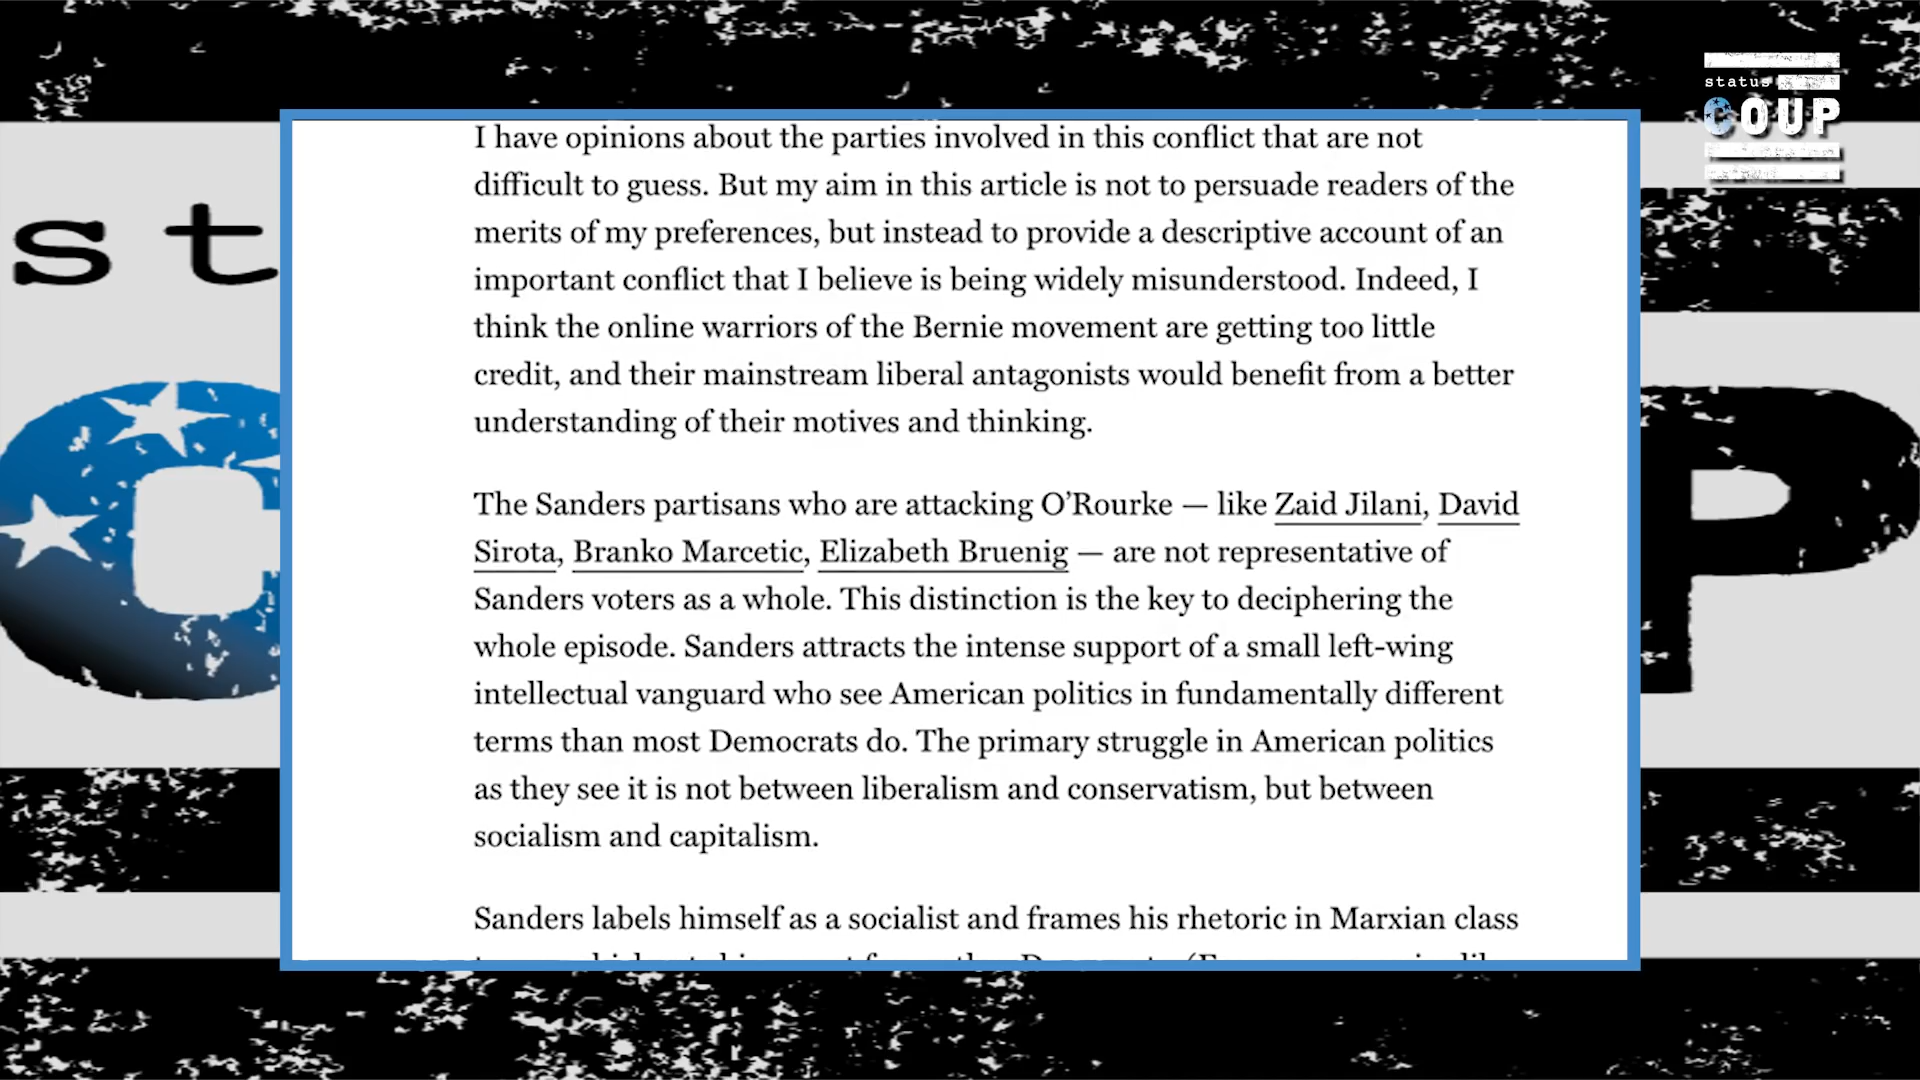 status
COUP
st
C
P
I have opinions about the parties involved in this conflict that are not
difficult to guess. But my aim in this article is not to persuade readers of the
merits of my preferences, but instead to provide a descriptive account of an
important conflict that I believe is being widely misunderstood. Indeed, I
think the online warriors of the Bernie movement are getting too little
credit, and their mainstream liberal antagonists would benefit from a better
understanding of their motives and thinking.
The Sanders partisans who are attacking O’Rourke — like Zaid Jilani, David
Sirota, Branko Marcetic, Elizabeth Bruenig — are not representative of
Sanders voters as a whole. This distinction is the key to deciphering the
whole episode. Sanders attracts the intense support of a small left-wing
intellectual vanguard who see American politics in fundamentally different
terms than most Democrats do. The primary struggle in American politics
as they see it is not between liberalism and conservatism, but between
socialism and capitalism.
Sanders labels himself as a socialist and frames his rhetoric in Marxian class